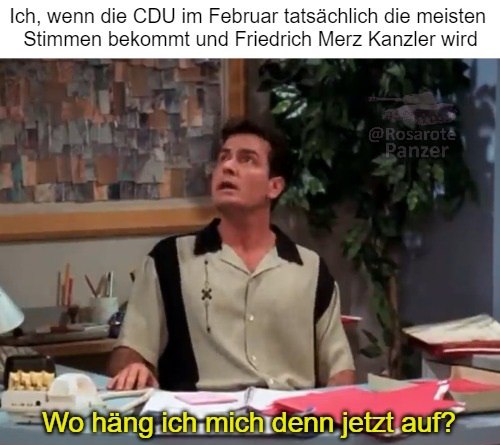 Ich, wenn die CDU im Februar tatsächlich die meisten
Stimmen bekommt und Friedrich Merz Kanzler wird
@Rosarote
Panzer
Wo häng ich mich denn jetzt auf?